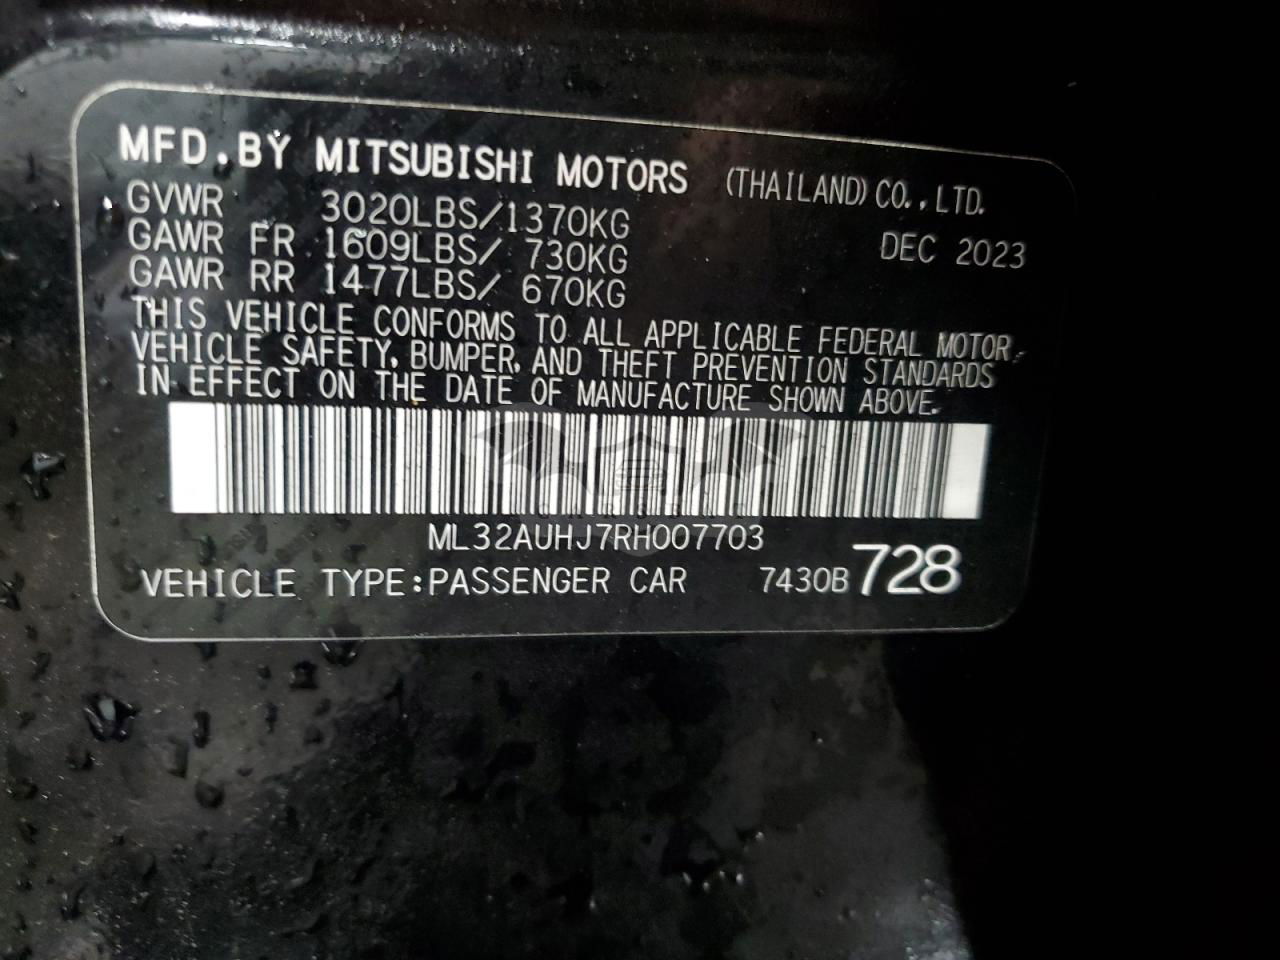 MFD.BY MITSUBISHI MOTORS (THAILAND) CO., LTD.
GVWR 3020LBS/1370KG DEC 2023
GAWR FR 1609LBS/ 730KG
GAWR RR 1477LBS/ 670KG
THIS VEHICLE CONFORMS TO ALL APPLICABLE FEDERAL MOTOR
VEHICLE SAFETY, BUMPER, AND THEFT PREVENTION STANDARDS
IN EFFECT ON THE DATE OF MANUFACTURE SHOWN ABOVE.
ML32AUHJ7RH007703
VEHICLE TYPE:PASSENGER CAR 7430B 728